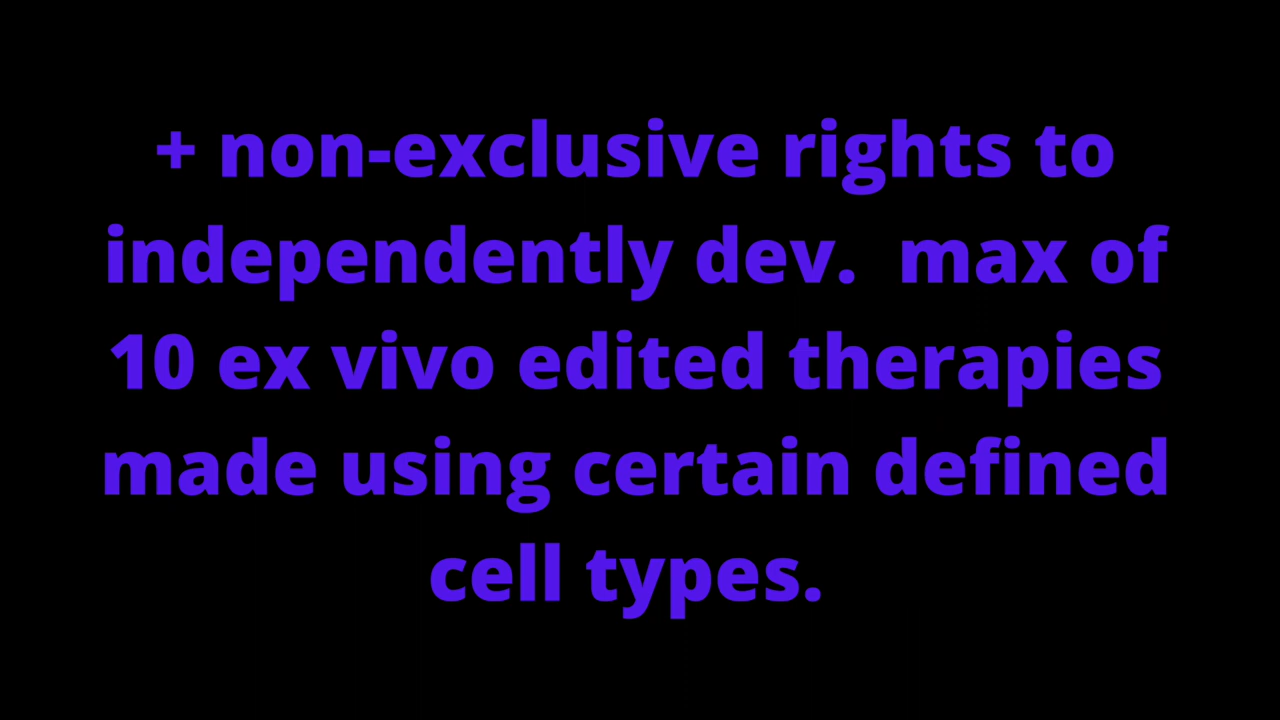 + non-exclusive rights to
independently dev.  max of
10 ex vivo edited therapies
made using certain defined
cell types.